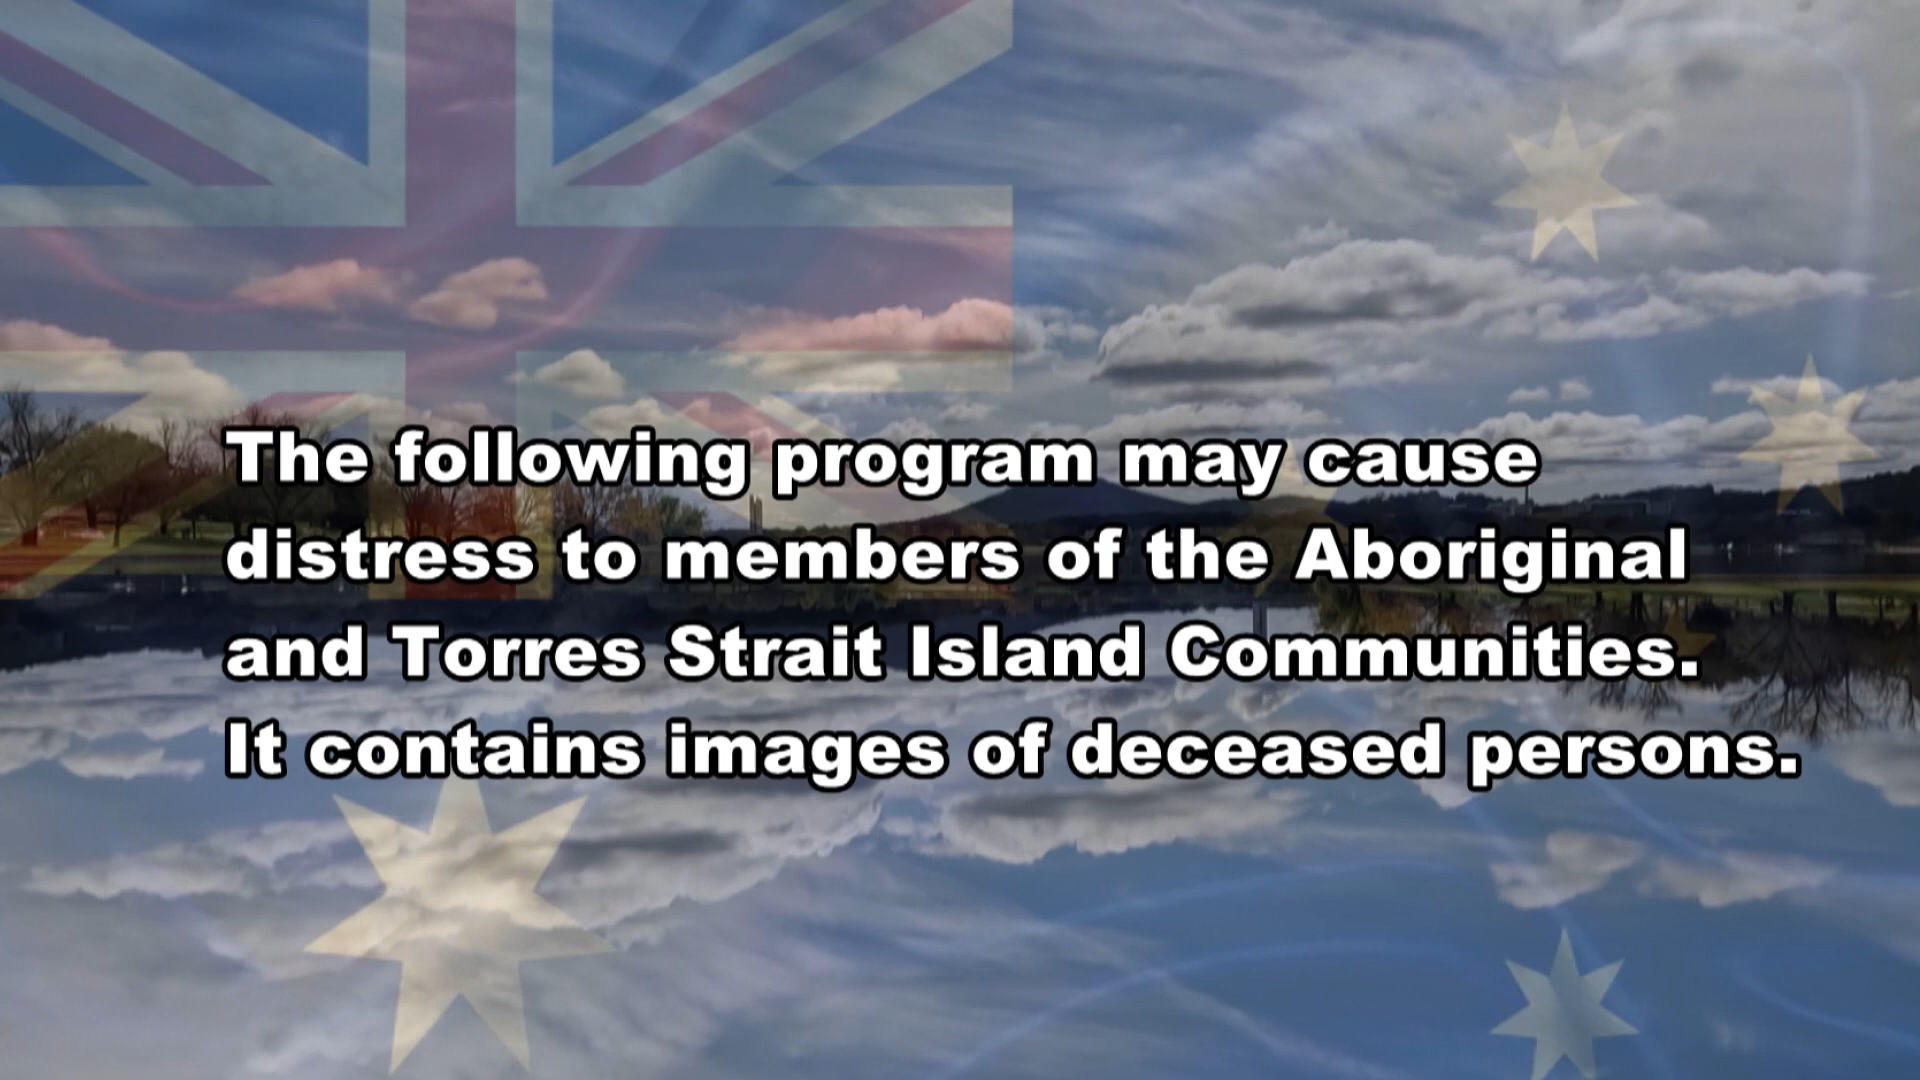 The following program may cause
distress to members of the Aboriginal
and Torres Strait Island Communities.
It contains images of deceased persons.